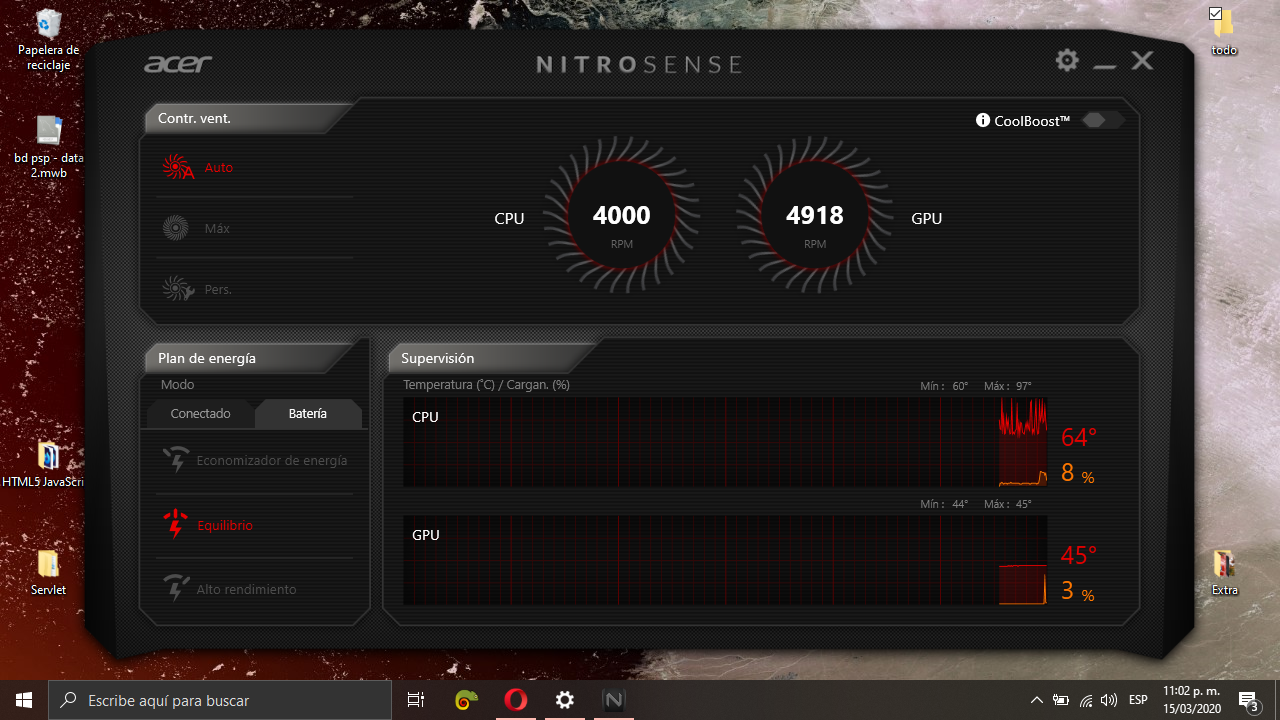 Papelera de
reciclaje
bd psp - data
2.mwb
HTML5 JavaScri
Servlet
todo
Extra
acer
NITROSENSE
Contr. vent.
CoolBoost™
Auto
Máx
Pers.
CPU
4000
RPM
4918
RPM
GPU
Plan de energía
Modo
Conectado
Batería
Economizador de energía
Equilibrio
Alto rendimiento
Supervisión
Temperatura (°C) / Cargan. (%)
Mín : 60° Máx : 97°
CPU
64°
8 %
Mín : 44° Máx : 45°
GPU
45°
3 %
Escribe aquí para buscar
N
ESP
11:02 p. m.
15/03/2020
3